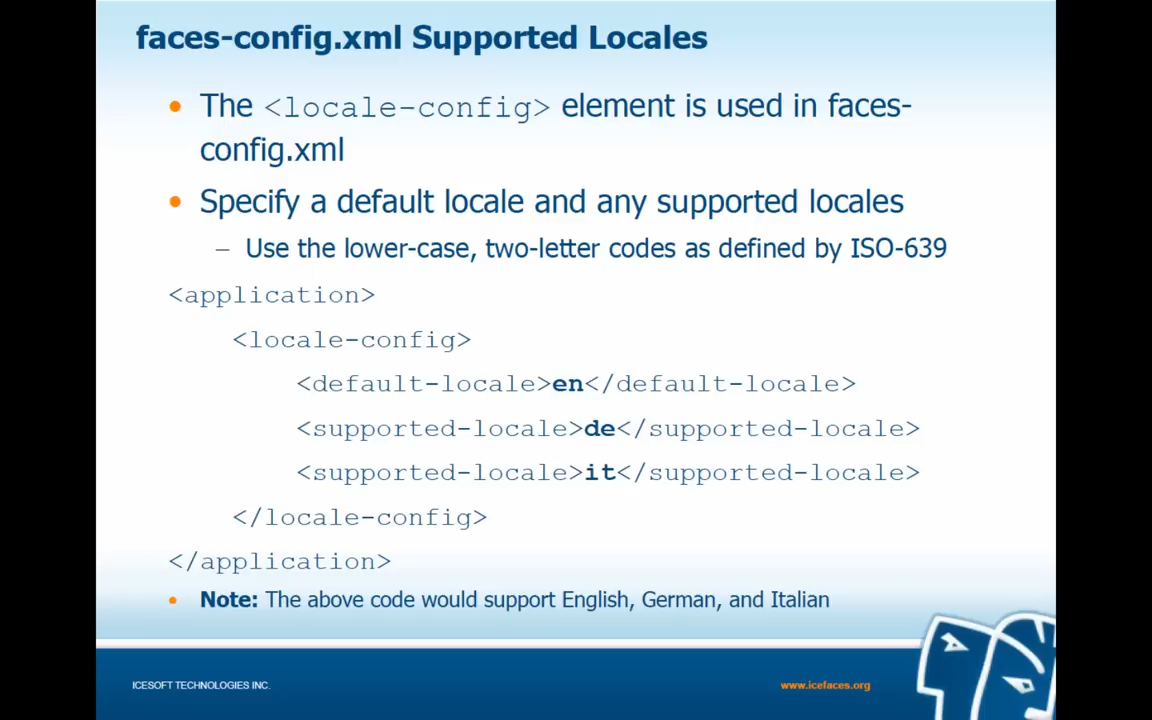 faces-config.xml Supported Locales
• The <locale-config> element is used in faces-
config.xml
• Specify a default locale and any supported locales
– Use the lower-case, two-letter codes as defined by ISO-639
<application>
<locale-config>
<default-locale>en</default-locale>
<supported-locale>de</supported-locale>
<supported-locale>it</supported-locale>
</locale-config>
</application>
• Note: The above code would support English, German, and Italian
ICESOFT TECHNOLOGIES INC.
www.icefaces.org